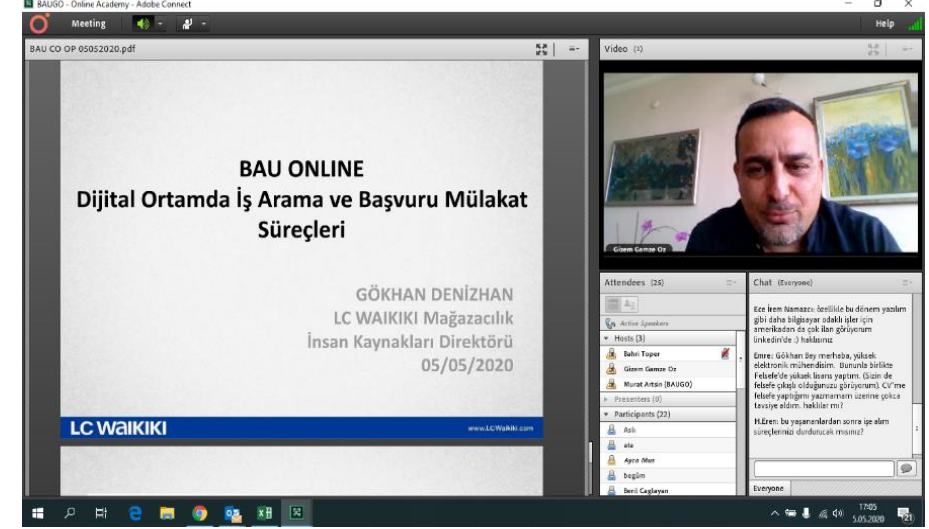 BAUGO - Online Academy - Adobe Connect
Meeting
Help
BAU CO OP 05052020.pdf
BAU ONLINE
Dijital Ortamda İş Arama ve Başvuru Mülakat
Süreçleri
GÖKHAN DENİZHAN
LC WAIKIKI Mağazacılık
İnsan Kaynakları Direktörü
05/05/2020
LC WAIKIKI
www.LCWaikiki.com
Video (1)
Gizem Gamze Oz
Attendees (25)
Active Speakers
Hosts (3)
Bahri Toper
Gizem Gamze Oz
Murat Artsin (BAUGO)
Presenters (0)
Participants (22)
Aslı
ata
Ayca Mus
begüm
Beril Caglayan
Chat (Everyone)
Ece İrem Namazcı: özellikle bu dönem yazılım
gibi daha bilgisayar odaklı işler için
amerikadan da çok ilan görüyorum
linkedin'de :) haklısınız
Emre: Gökhan Bey merhaba, yüksek
elektronik mühendisim. Bununla birlikte
Felsefe'de yüksek lisans yaptım. (Sizin de
felsefe çıkışlı olduğunuzu görüyorum). CV'me
felsefe yaptığımı yazmamam üzerine çokca
tavsiye aldım. haklılar mı?
H.Eren: bu yaşananlardan sonra işe alım
süreçlerinizi durduracak mısınız?
Everyone
17:05
5.05.2020
21